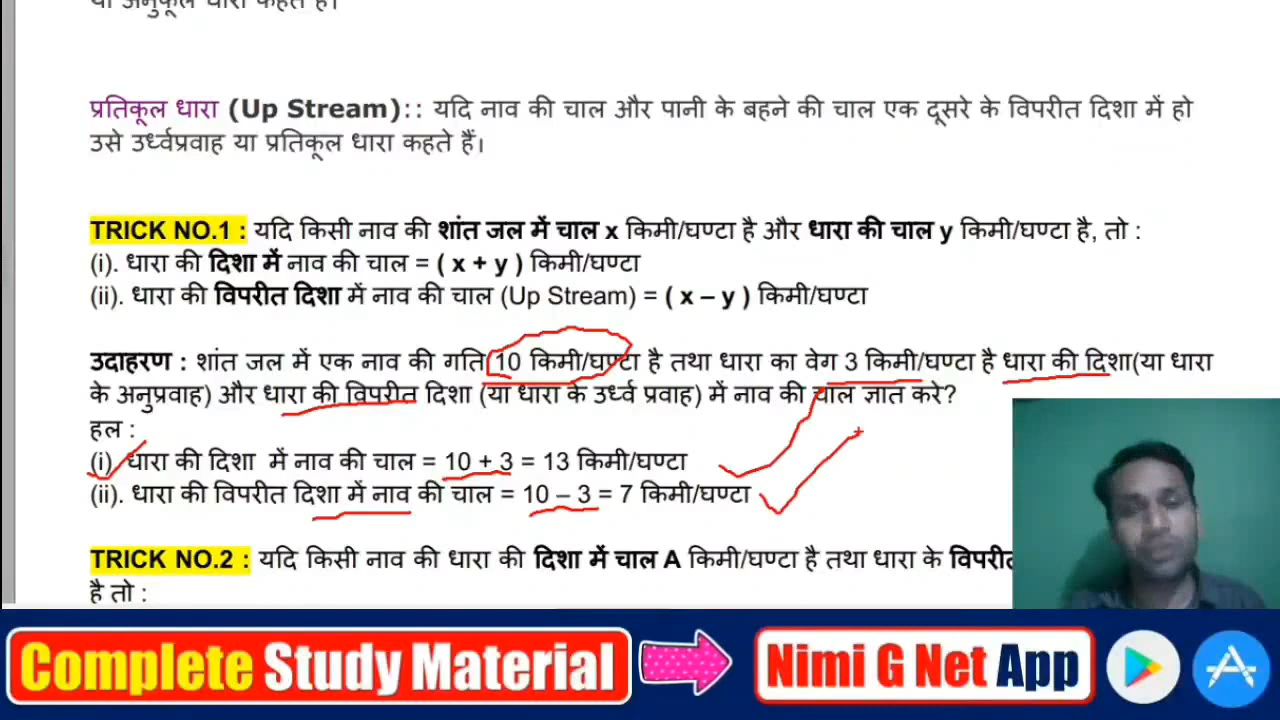 या अनुकूल धारा कहते हैं।
प्रतिकूल धारा (Up Stream):: यदि नाव की चाल और पानी के बहने की चाल एक दूसरे के विपरीत दिशा में हो
उसे उर्ध्वप्रवाह या प्रतिकूल धारा कहते हैं।
TRICK NO.1 : यदि किसी नाव की शांत जल में चाल x किमी/घण्टा है और धारा की चाल y किमी/घण्टा है, तो :
(i). धारा की दिशा में नाव की चाल = ( x + y ) किमी/घण्टा
(ii). धारा की विपरीत दिशा में नाव की चाल (Up Stream) = ( x – y ) किमी/घण्टा
उदाहरण : शांत जल में एक नाव की गति 10 किमी/घण्टा है तथा धारा का वेग 3 किमी/घण्टा है धारा की दिशा(या धारा
के अनुप्रवाह) और धारा की विपरीत दिशा (या धारा के उर्ध्व प्रवाह) में नाव की चाल ज्ञात करे?
हल :
(i). धारा की दिशा में नाव की चाल = 10 + 3 = 13 किमी/घण्टा
(ii). धारा की विपरीत दिशा में नाव की चाल = 10 – 3 = 7 किमी/घण्टा
TRICK NO.2 : यदि किसी नाव की धारा की दिशा में चाल A किमी/घण्टा है तथा धारा के विपरीत
है तो :
Complete Study Material Nimi G Net App